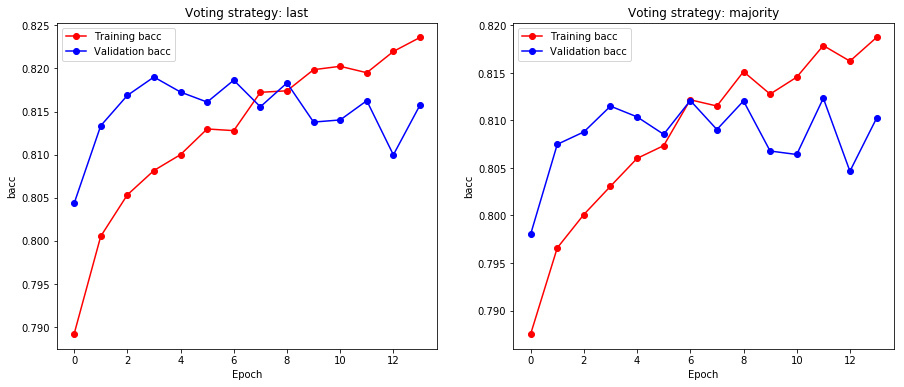 Voting strategy: last
0.825
0.820
0.815
0.810
0.805
0.800
0.795
0.790
bacc
Training bacc
Validation bacc
0 2 4 6 8 10 12
Epoch
Voting strategy: majority
0.820
0.815
0.810
0.805
0.800
0.795
0.790
bacc
Training bacc
Validation bacc
0 2 4 6 8 10 12
Epoch